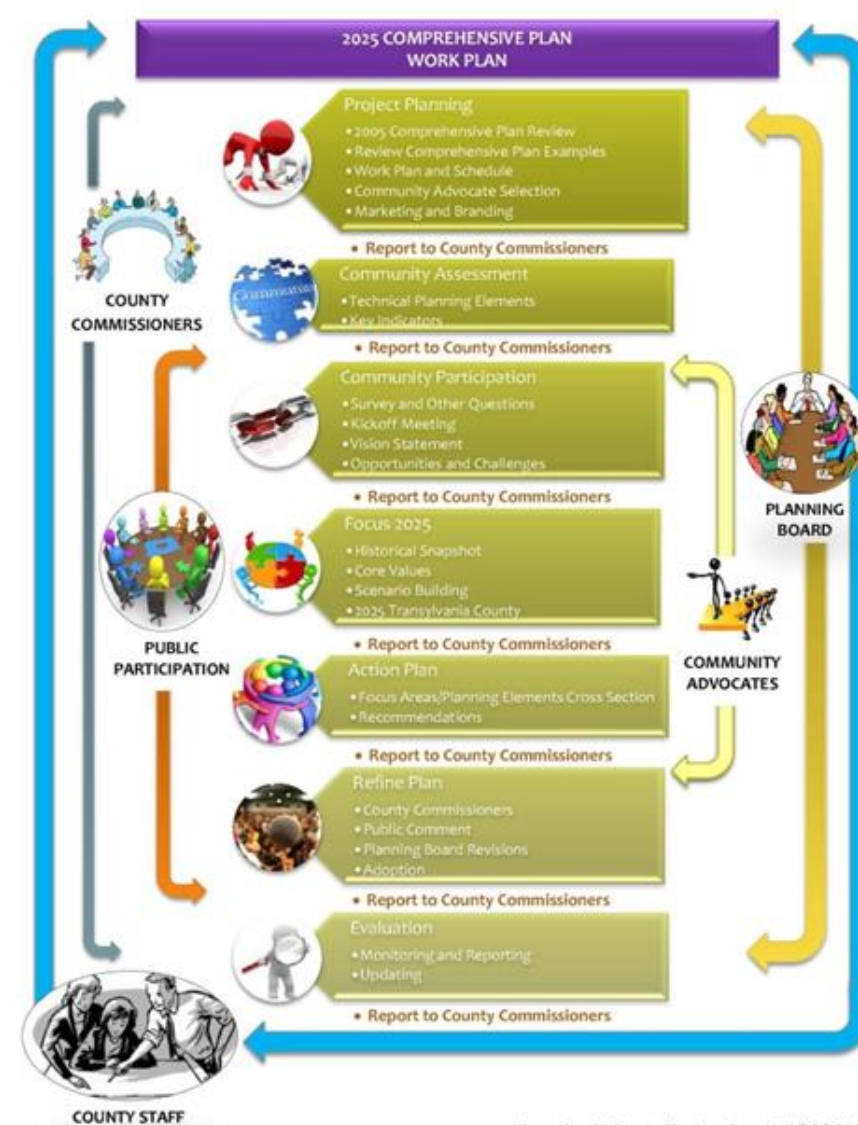 2025 COMPREHENSIVE PLAN
WORK PLAN
Project Planning
• 2005 Comprehensive Plan Review
• Review Comprehensive Plan Examples
• Work Plan and Schedule
• Community Advocate Selection
• Marketing and Branding
• Report to County Commissioners
COUNTY
COMMISSIONERS
Community Assessment
• Technical Planning Elements
• Key Indicators
• Report to County Commissioners
Community Participation
• Survey and Other Questions
• Kickoff Meeting
• Vision Statement
• Opportunities and Challenges
• Report to County Commissioners
PLANNING
BOARD
Focus 2025
• Historical Snapshot
• Core Values
• Scenario Building
• 2025 Transylvania County
• Report to County Commissioners
PUBLIC
PARTICIPATION
COMMUNITY
ADVOCATES
Action Plan
• Focus Areas/Planning Elements Cross Section
• Recommendations
• Report to County Commissioners
Refine Plan
• County Commissioners
• Public Comment
• Planning Board Revisions
• Adoption
• Report to County Commissioners
Evaluation
• Monitoring and Reporting
• Updating
• Report to County Commissioners
COUNTY STAFF